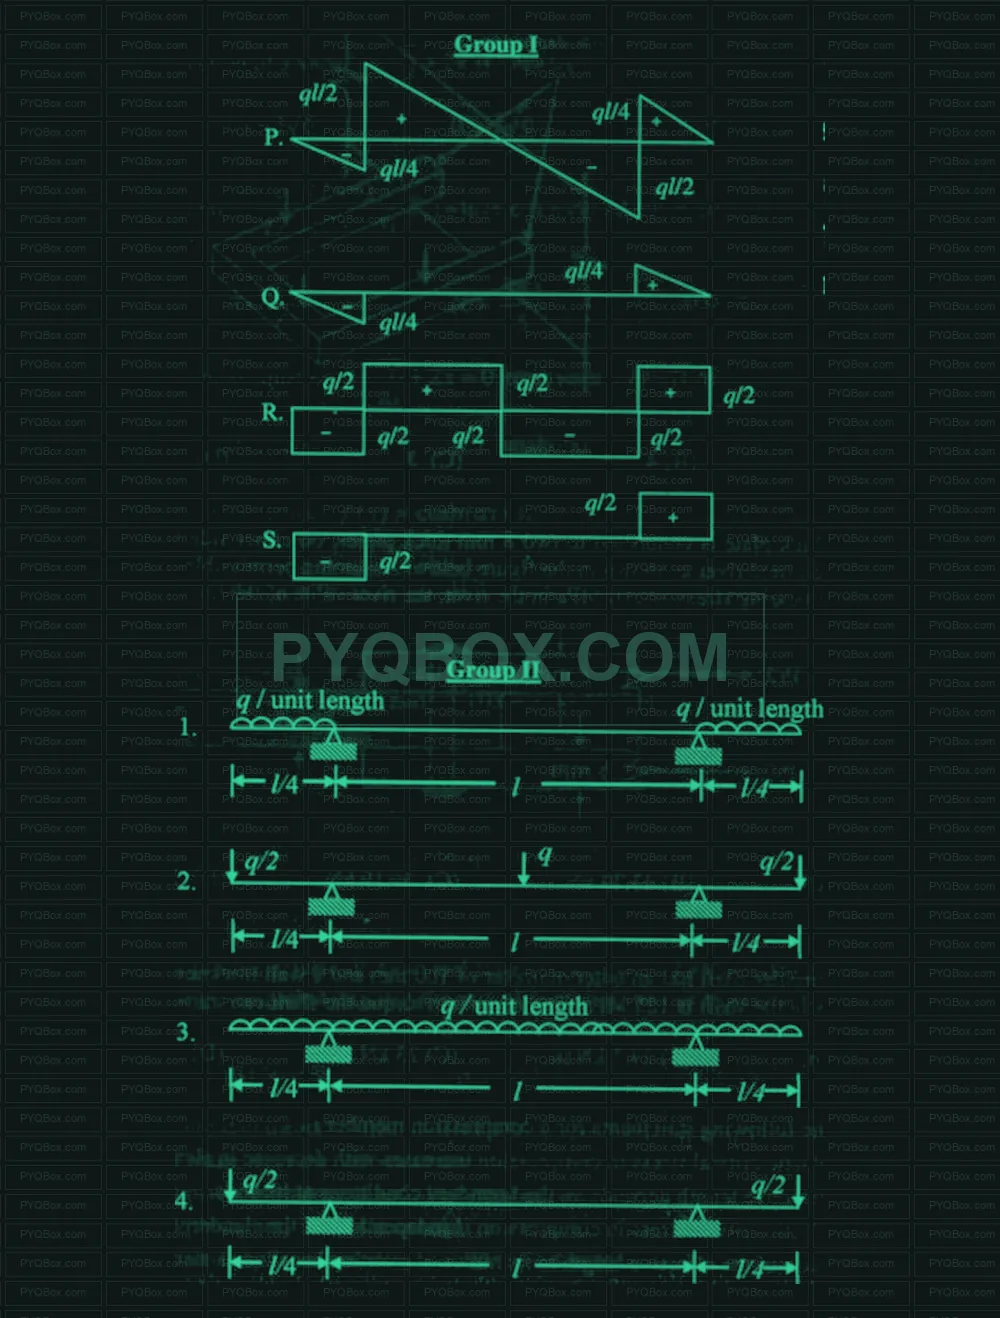 Group I
ql/2
+
ql/4
+
P.
−
ql/4
−
ql/2
ql/4
Q.
−
+
ql/4
q/2
+
q/2
+
q/2
R.
−
q/2
q/2
−
q/2
q/2
+
S.
−
q/2
PYQBOX.COM
Group II
q / unit length
q / unit length
1.
l/4
l
l/4
q/2
q
q/2
2.
l/4
l
l/4
q / unit length
3.
l/4
l
l/4
q/2
q/2
4.
l/4
l
l/4